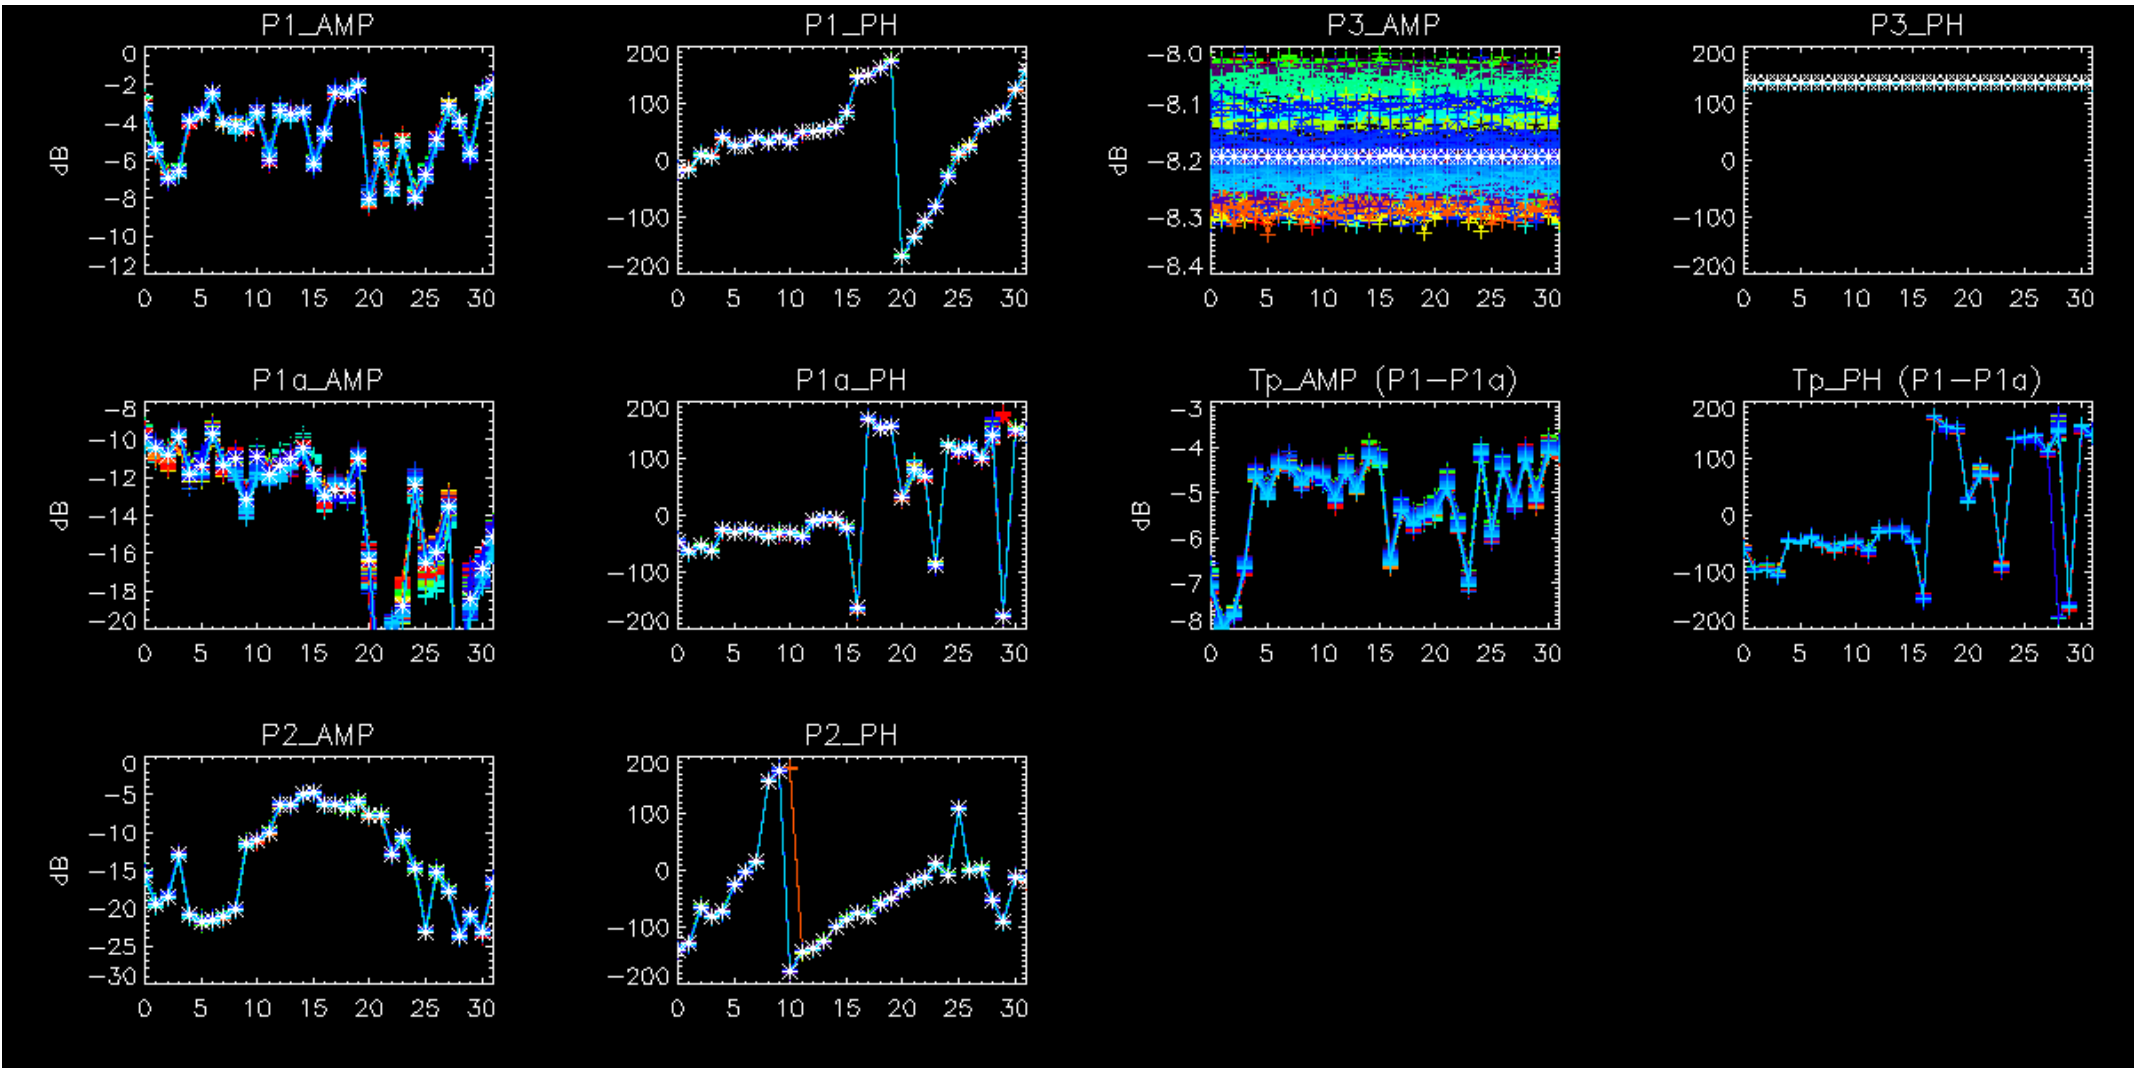 P1_AMP
0
−2
−4
−6
−8
−10
−12
dB
0 5 10 15 20 25 30
P1_PH
200
100
0
−100
−200
0 5 10 15 20 25 30
P3_AMP
−8.0
−8.1
−8.2
−8.3
−8.4
dB
0 5 10 15 20 25 30
P3_PH
200
100
0
−100
−200
0 5 10 15 20 25 30
P1a_AMP
−8
−10
−12
−14
−16
−18
−20
dB
0 5 10 15 20 25 30
P1a_PH
200
100
0
−100
−200
0 5 10 15 20 25 30
Tp_AMP (P1−P1a)
−3
−4
−5
−6
−7
−8
dB
0 5 10 15 20 25 30
Tp_PH (P1−P1a)
200
100
0
−100
−200
0 5 10 15 20 25 30
P2_AMP
0
−5
−10
−15
−20
−25
−30
dB
0 5 10 15 20 25 30
P2_PH
200
100
0
−100
−200
0 5 10 15 20 25 30